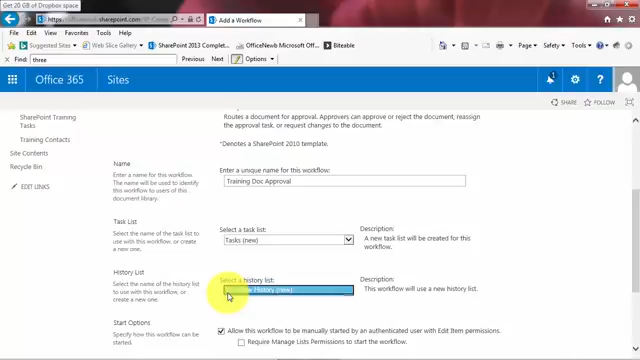 Get 20 GB of Dropbox space
Add a Workflow
File Edit View Favorites Tools Help
Suggested Sites Web Slice Gallery SharePoint 2013 Complet... OfficeNewb Microsoft Off... Biteable
Page Safety Tools
Find: three Previous Next Options
Office 365 Sites
SHARE FOLLOW
SharePoint Training
Tasks
Training Contacts
Site Contents
Recycle Bin
EDIT LINKS
Routes a document for approval. Approvers can approve or reject the document, reassign
the approval task, or request changes to the document.
*Denotes a SharePoint 2010 template.
Name
Enter a name for this workflow.
The name will be used to identify
this workflow to users of this
document library.
Enter a unique name for this workflow:
Training Doc Approval
Task List
Select the name of the task list to
use with this workflow, or create
a new one.
Select a task list:
Tasks (new)
Description:
A new task list will be created for this
workflow.
History List
Select the name of the history list
to use with this workflow, or
create a new one.
Select a history list:
History (new)
Description:
This workflow will use a new history list.
Start Options
Specify how this workflow can be
started.
Allow this workflow to be manually started by an authenticated user with Edit Item permissions.
Require Manage Lists Permissions to start the workflow.